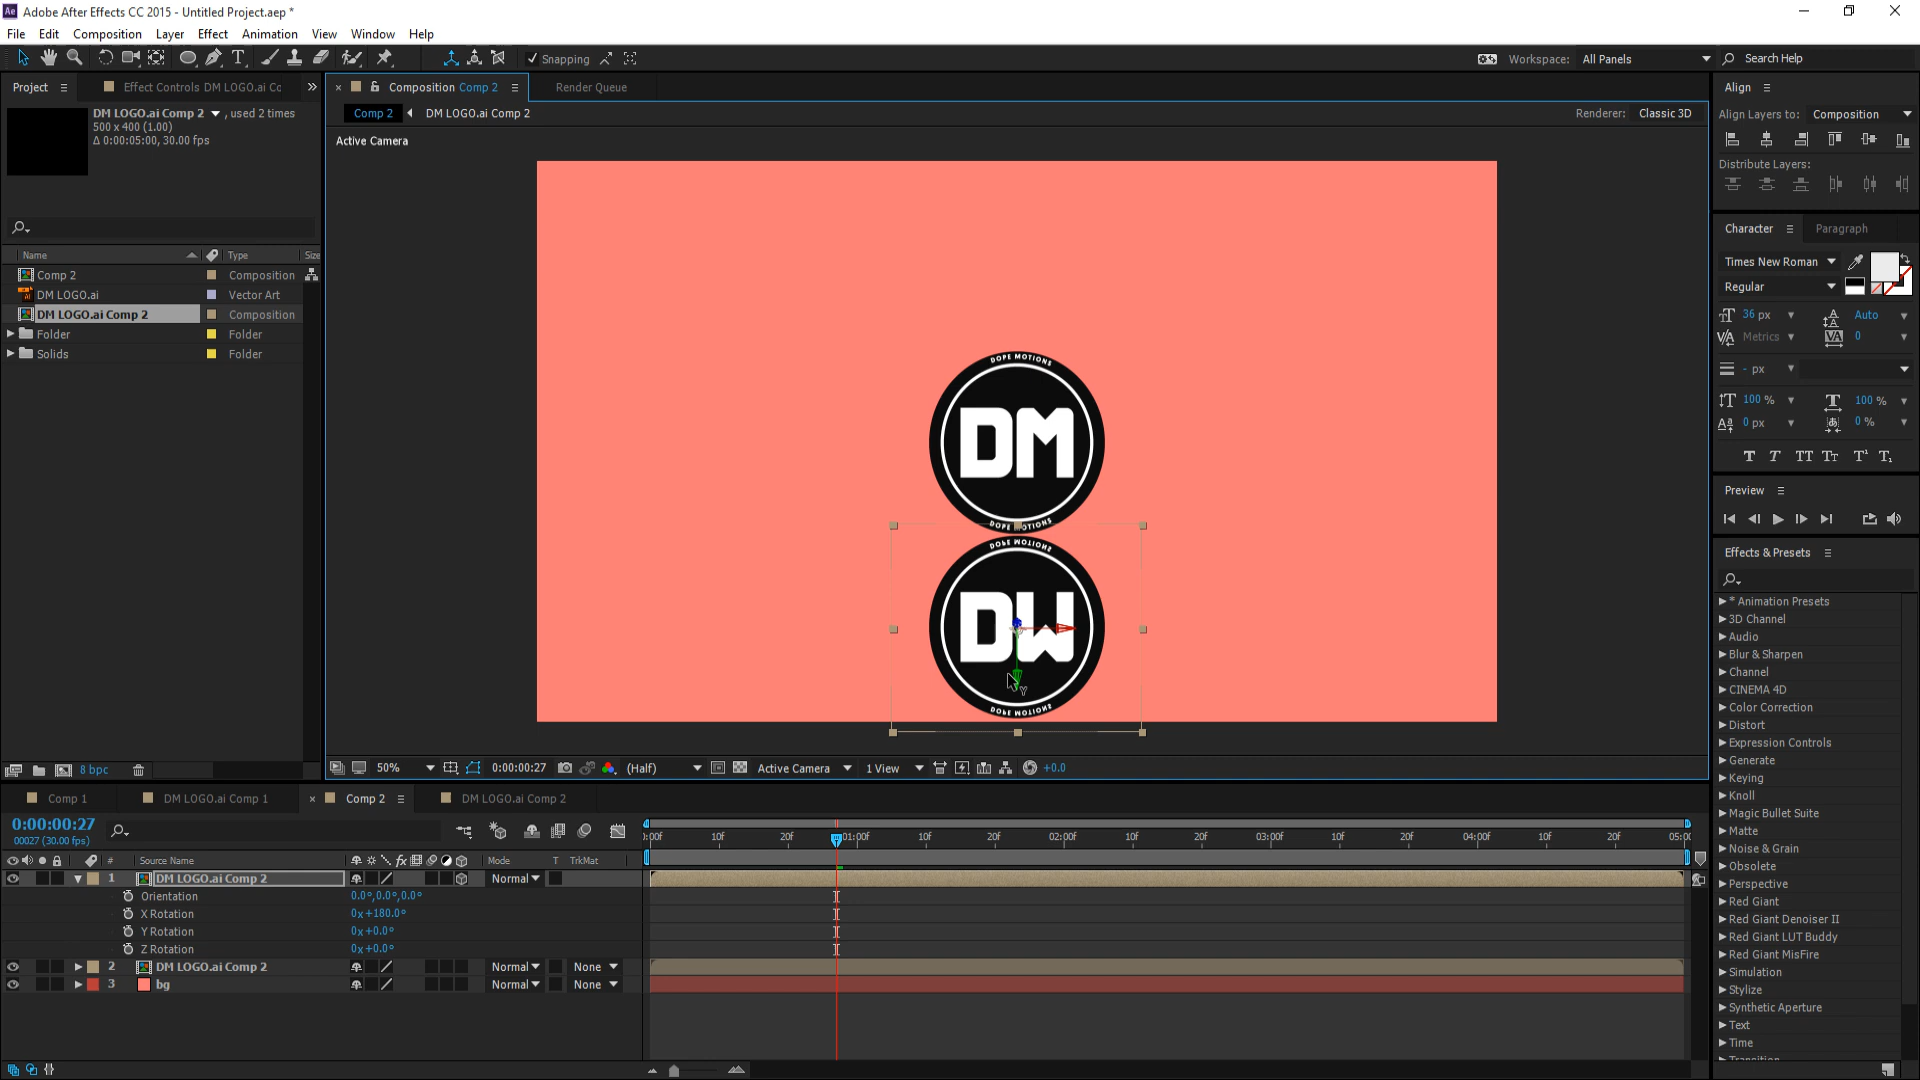 Adobe After Effects CC 2015 - Untitled Project.aep *
File Edit Composition Layer Effect Animation View Window Help
Snapping Workspace: All Panels Search Help
Project Effect Controls DM LOGO.ai Cc
DM LOGO.ai Comp 2 , used 2 times
500 x 400 (1.00)
Δ 0:00:05:00, 30.00 fps
Name Type Size
Comp 2 Composition
DM LOGO.ai Vector Art
DM LOGO.ai Comp 2 Composition
Folder Folder
Solids Folder
8 bpc
Composition Comp 2 Render Queue
Comp 2 DM LOGO.ai Comp 2 Renderer: Classic 3D
Active Camera
DOPE MOTIONS
DM
DOPE MOTIONS
DOPE MOTIONS
DM
DOPE MOTIONS
Y
50% 0:00:00:27 (Half) Active Camera 1 View +0.0
Align
Align Layers to: Composition
Distribute Layers:
Character Paragraph
Times New Roman
Regular
36 px Auto
Metrics 0
- px
100 % 100 %
0 px 0 %
Preview
Effects & Presets
* Animation Presets
3D Channel
Audio
Blur & Sharpen
Channel
CINEMA 4D
Color Correction
Distort
Expression Controls
Generate
Keying
Knoll
Magic Bullet Suite
Matte
Noise & Grain
Obsolete
Perspective
Red Giant
Red Giant Denoiser II
Red Giant LUT Buddy
Red Giant MisFire
Simulation
Stylize
Synthetic Aperture
Text
Time
Transition
Comp 1 DM LOGO.ai Comp 1 Comp 2 DM LOGO.ai Comp 2
0:00:00:27
00027 (30.00 fps)
:00f 10f 20f 01:00f 10f 20f 02:00f 10f 20f 03:00f 10f 20f 04:00f 10f 20f 05:00
# Source Name Mode T TrkMat
1 DM LOGO.ai Comp 2 Normal
Orientation 0.0°,0.0°,0.0°
X Rotation 0x+180.0°
Y Rotation 0x+0.0°
Z Rotation 0x+0.0°
2 DM LOGO.ai Comp 2 Normal None
3 bg Normal None